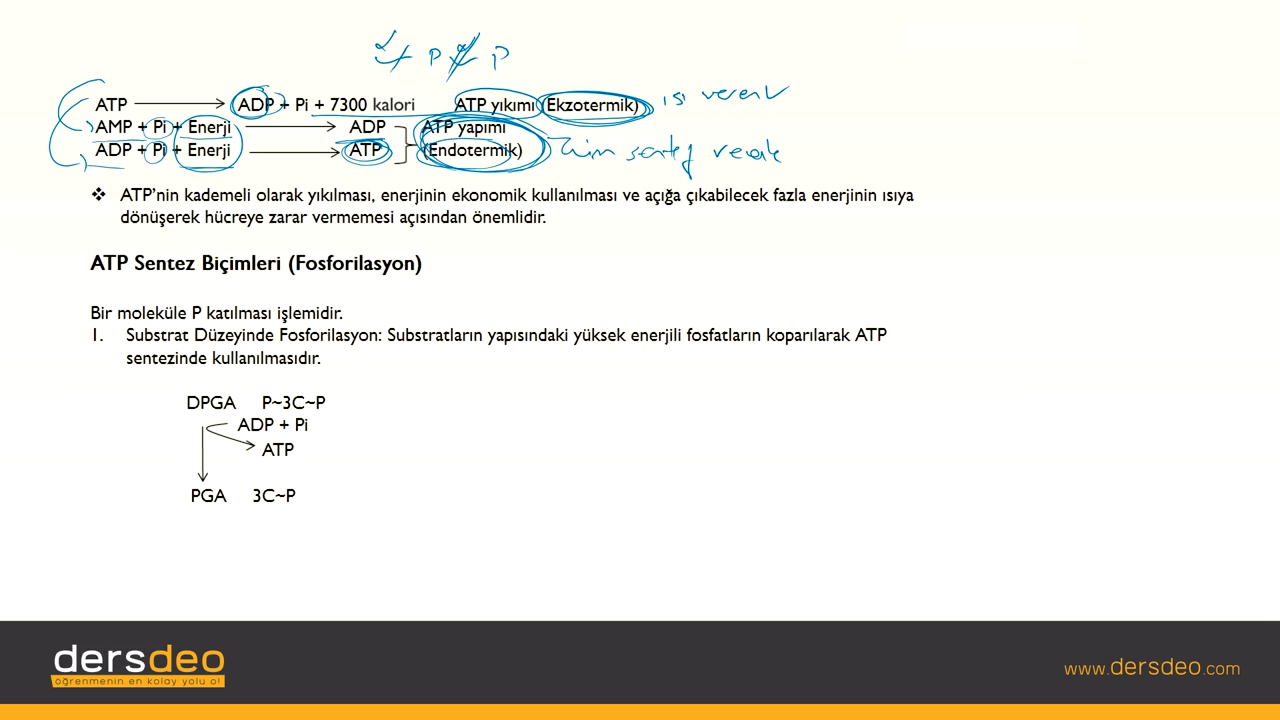 P P
ATP → ADP + Pi + 7300 kalori ATP yıkımı (Ekzotermik) ısı vererek
AMP + Pi + Enerji → ADP ATP yapımı
ADP + Pi + Enerji → ATP (Endotermik) Tüm sentez
❖ ATP'nin kademeli olarak yıkılması, enerjinin ekonomik kullanılması ve açığa çıkabilecek fazla enerjinin ısıya
dönüşerek hücreye zarar vermemesi açısından önemlidir.
ATP Sentez Biçimleri (Fosforilasyon)
Bir moleküle P katılması işlemidir.
1. Substrat Düzeyinde Fosforilasyon: Substratların yapısındaki yüksek enerjili fosfatların koparılarak ATP
sentezinde kullanılmasıdır.
DPGA P~3C~P
ADP + Pi
ATP
PGA 3C~P
dersdeo
öğrenmenin en kolay yolu o!
www.dersdeo.com